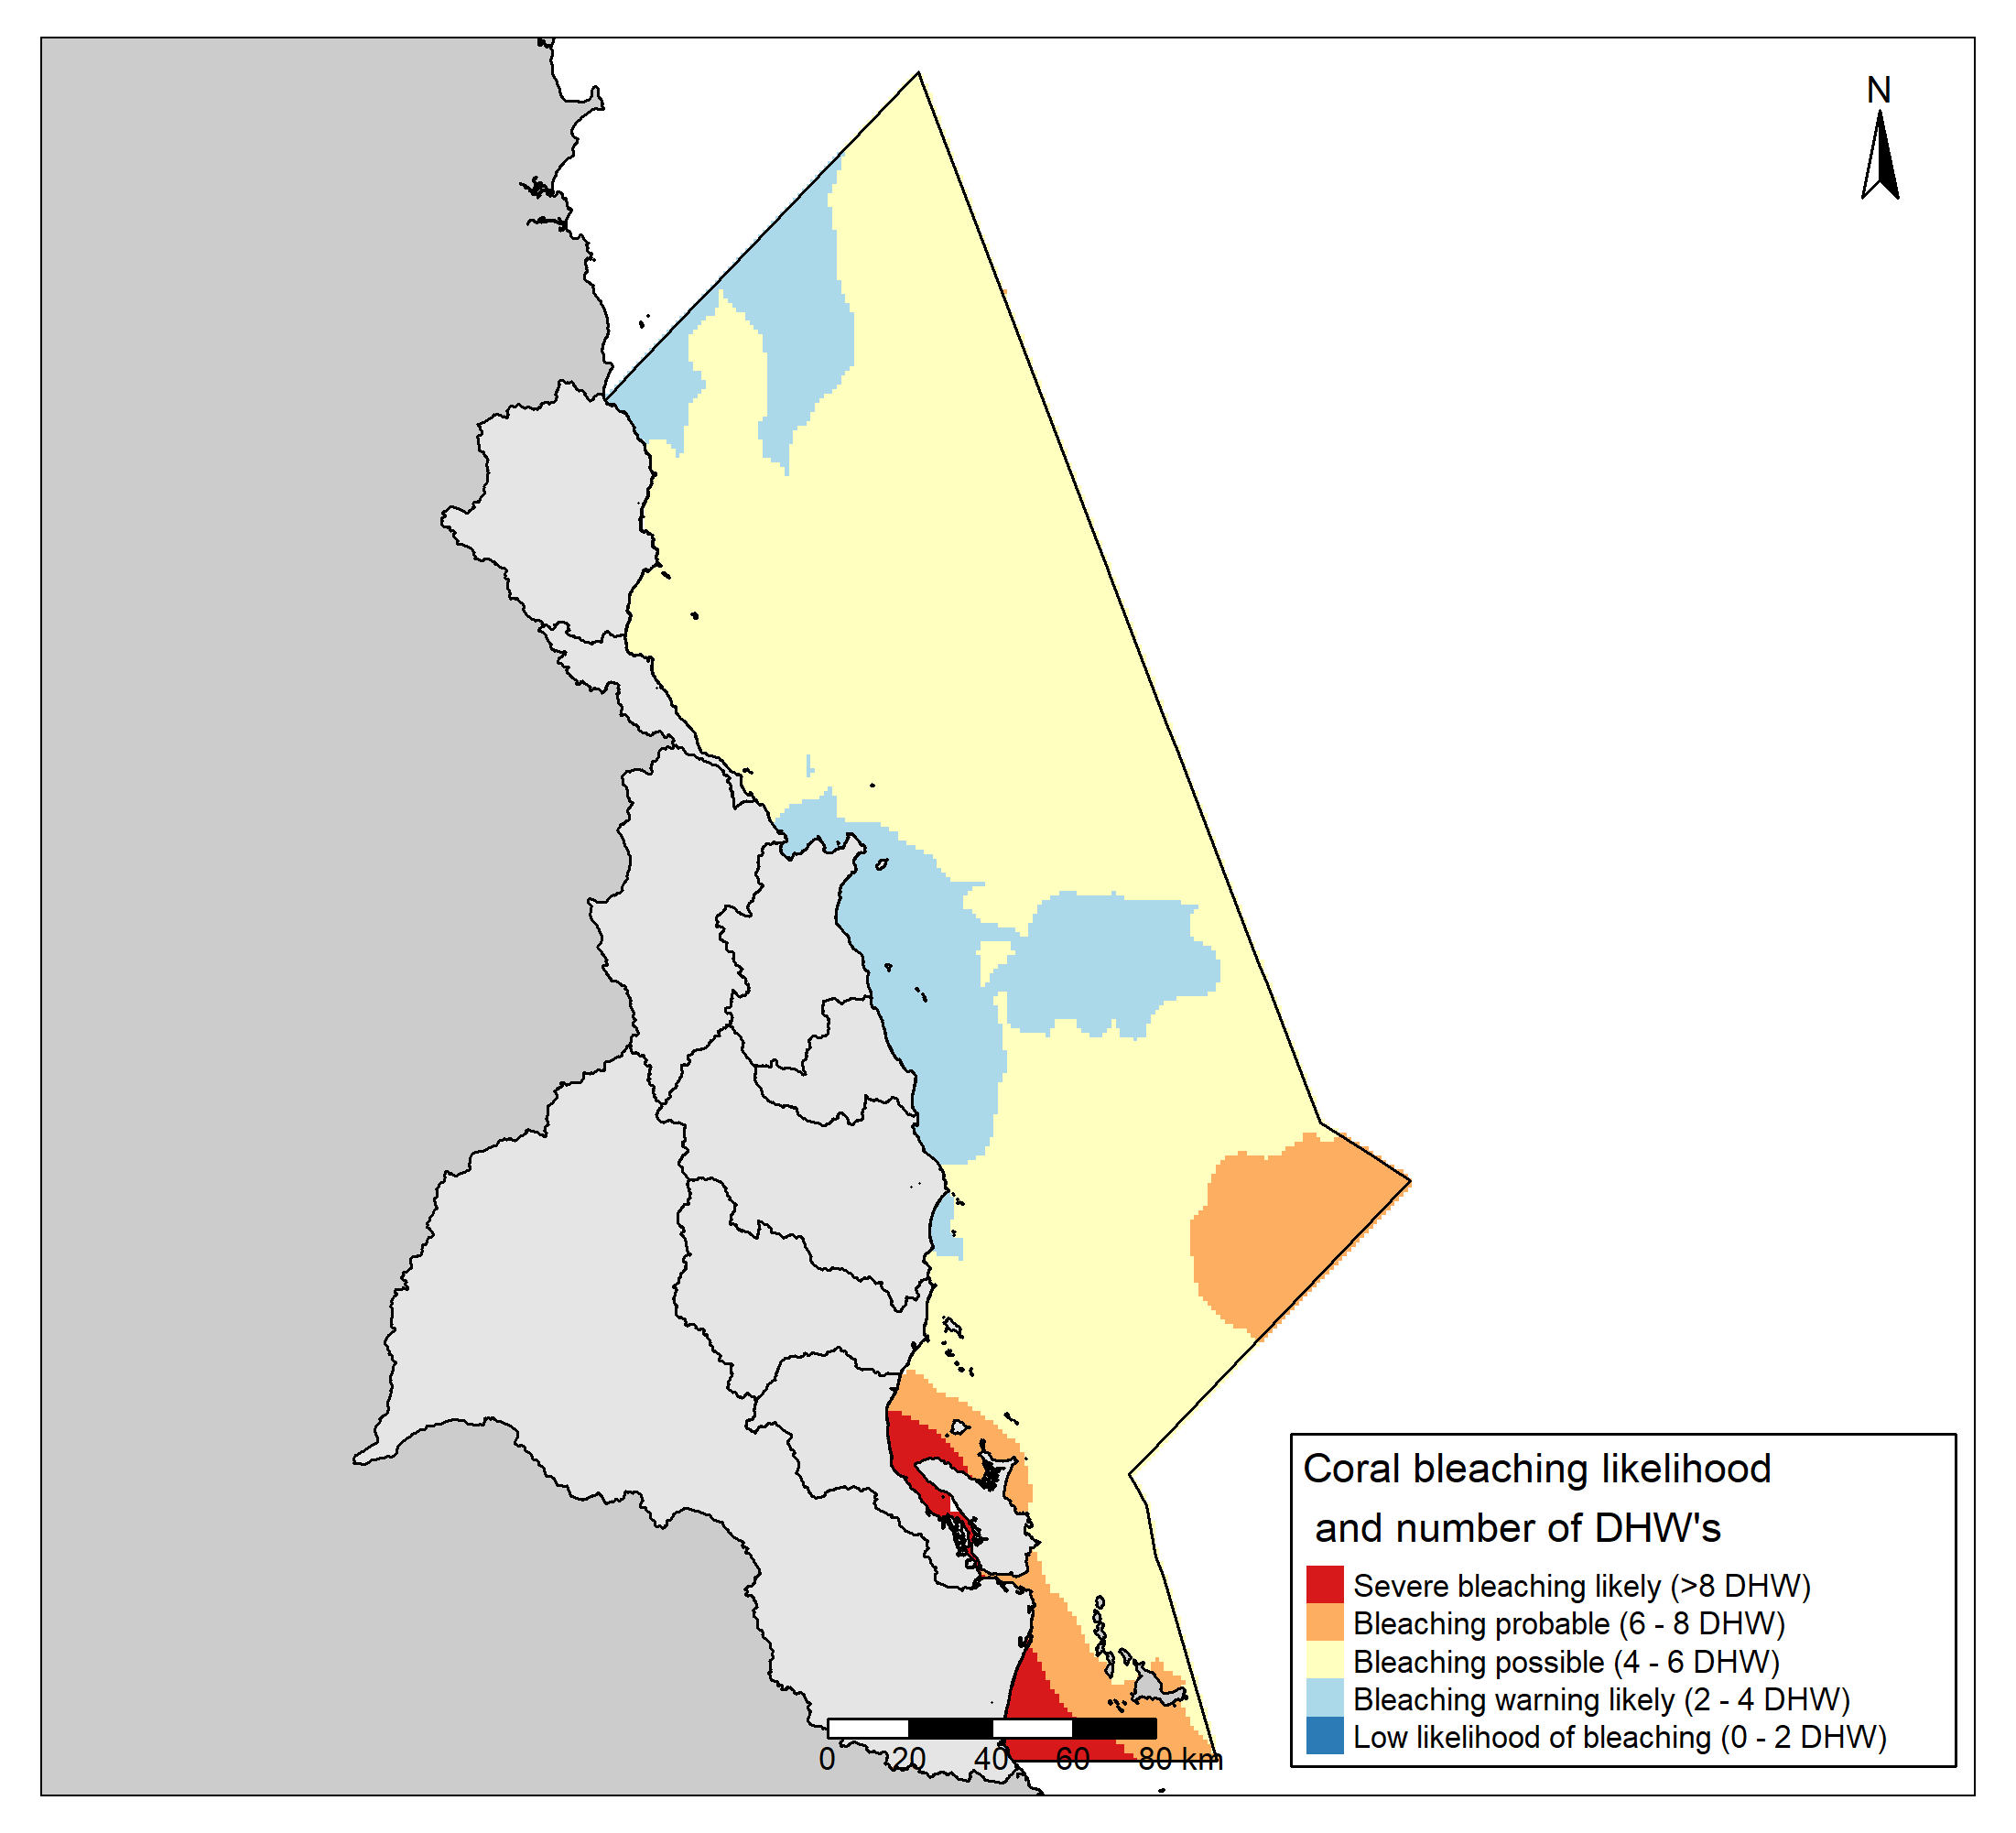 N
Coral bleaching likelihood
and number of DHW's
Severe bleaching likely (>8 DHW)
Bleaching probable (6 - 8 DHW)
Bleaching possible (4 - 6 DHW)
Bleaching warning likely (2 - 4 DHW)
Low likelihood of bleaching (0 - 2 DHW)
0 20 40 60 80 km